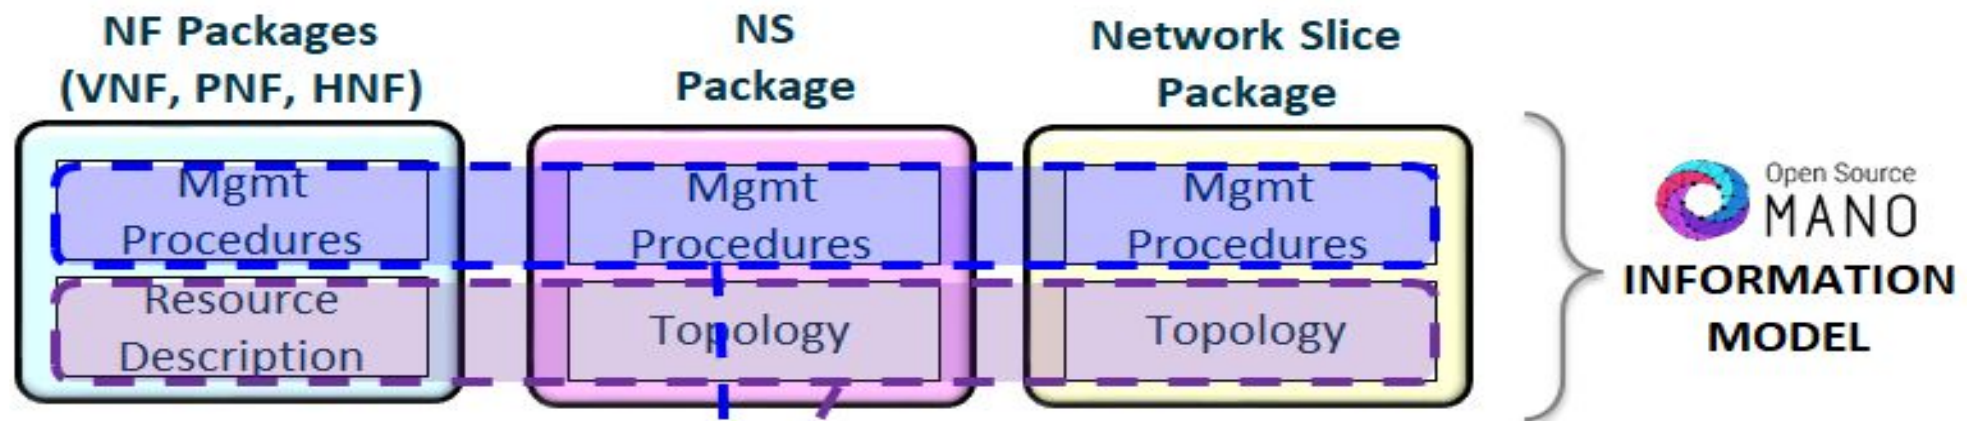 NF Packages
(VNF, PNF, HNF)
NS
Package
Network Slice
Package
Mgmt
Procedures
Mgmt
Procedures
Mgmt
Procedures
Resource
Description
Topology
Topology
Open Source
MANO
INFORMATION
MODEL